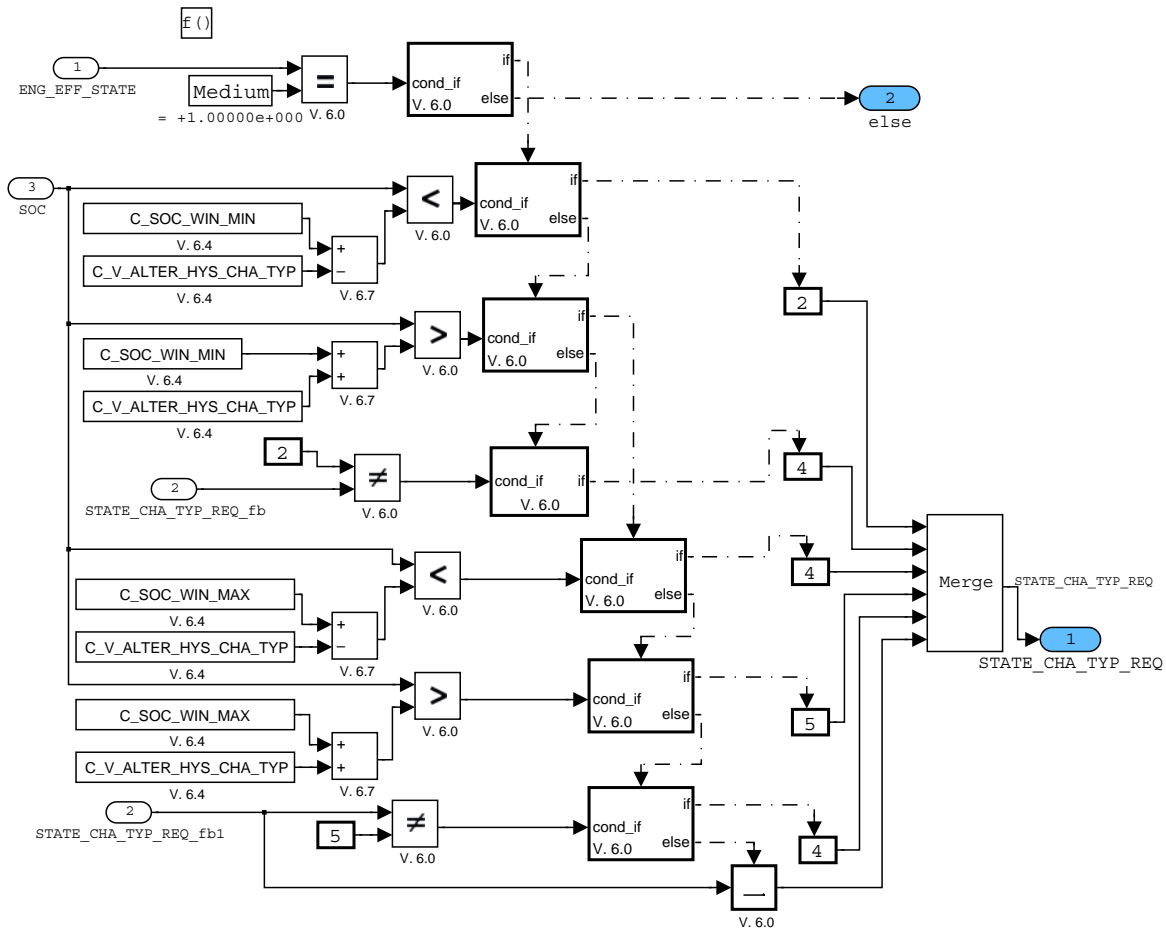 f()
1
ENG_EFF_STATE
Medium
= +1.00000e+000
=
V. 6.0
cond_if
V. 6.0
if
else
2
else
3
SOC
C_SOC_WIN_MIN
V. 6.4
C_V_ALTER_HYS_CHA_TYP
V. 6.4
+
−
V. 6.7
<
V. 6.0
cond_if
V. 6.0
if
else
2
C_SOC_WIN_MIN
V. 6.4
C_V_ALTER_HYS_CHA_TYP
V. 6.4
+
+
V. 6.7
>
V. 6.0
cond_if
V. 6.0
if
else
2
2
STATE_CHA_TYP_REQ_fb
≠
V. 6.0
cond_if
V. 6.0
if
4
C_SOC_WIN_MAX
V. 6.4
C_V_ALTER_HYS_CHA_TYP
V. 6.4
+
−
V. 6.7
<
V. 6.0
cond_if
V. 6.0
if
else
4
Merge
STATE_CHA_TYP_REQ
1
STATE_CHA_TYP_REQ
C_SOC_WIN_MAX
V. 6.4
C_V_ALTER_HYS_CHA_TYP
V. 6.4
+
+
V. 6.7
>
V. 6.0
cond_if
V. 6.0
if
else
5
2
STATE_CHA_TYP_REQ_fb1
5
≠
V. 6.0
cond_if
V. 6.0
if
else
4
V. 6.0